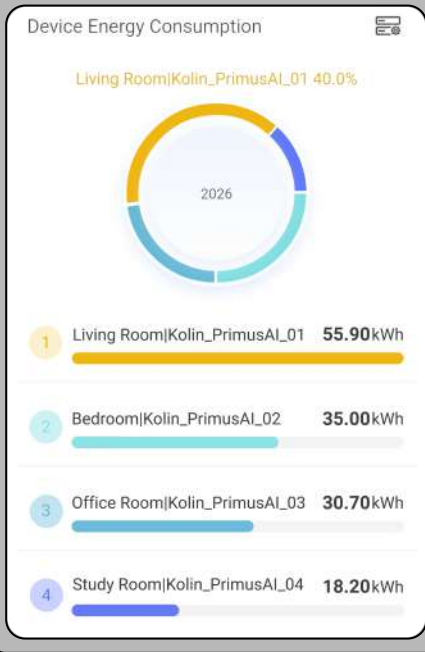 Device Energy Consumption
Living Room|Kolin_PrimusAI_01 40.0%
2026
1 Living Room|Kolin_PrimusAI_01 55.90kWh
2 Bedroom|Kolin_PrimusAI_02 35.00kWh
3 Office Room|Kolin_PrimusAI_03 30.70kWh
4 Study Room|Kolin_PrimusAI_04 18.20kWh